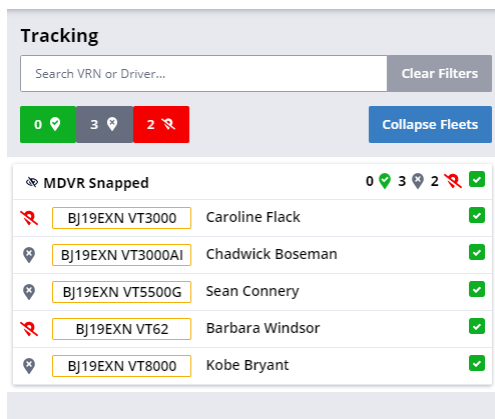 Tracking
Search VRN or Driver... Clear Filters
0 3 2 Collapse Fleets
MDVR Snapped 0 3 2
BJ19EXN VT3000 Caroline Flack
BJ19EXN VT3000AI Chadwick Boseman
BJ19EXN VT5500G Sean Connery
BJ19EXN VT62 Barbara Windsor
BJ19EXN VT8000 Kobe Bryant